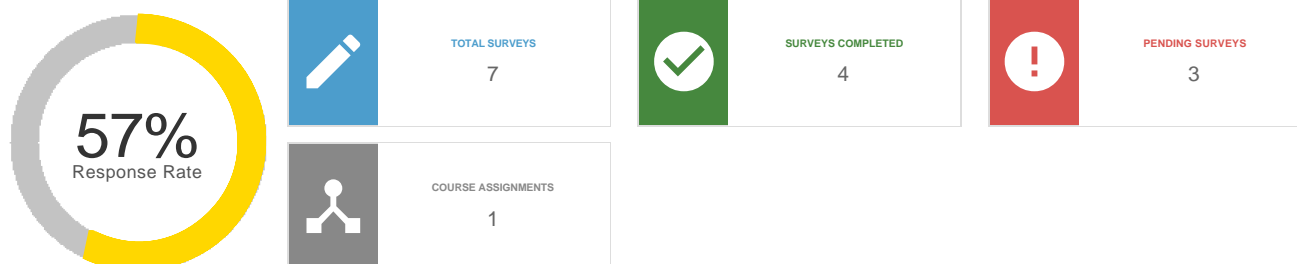 57%
Response Rate
TOTAL SURVEYS
7
SURVEYS COMPLETED
4
PENDING SURVEYS
3
COURSE ASSIGNMENTS
1